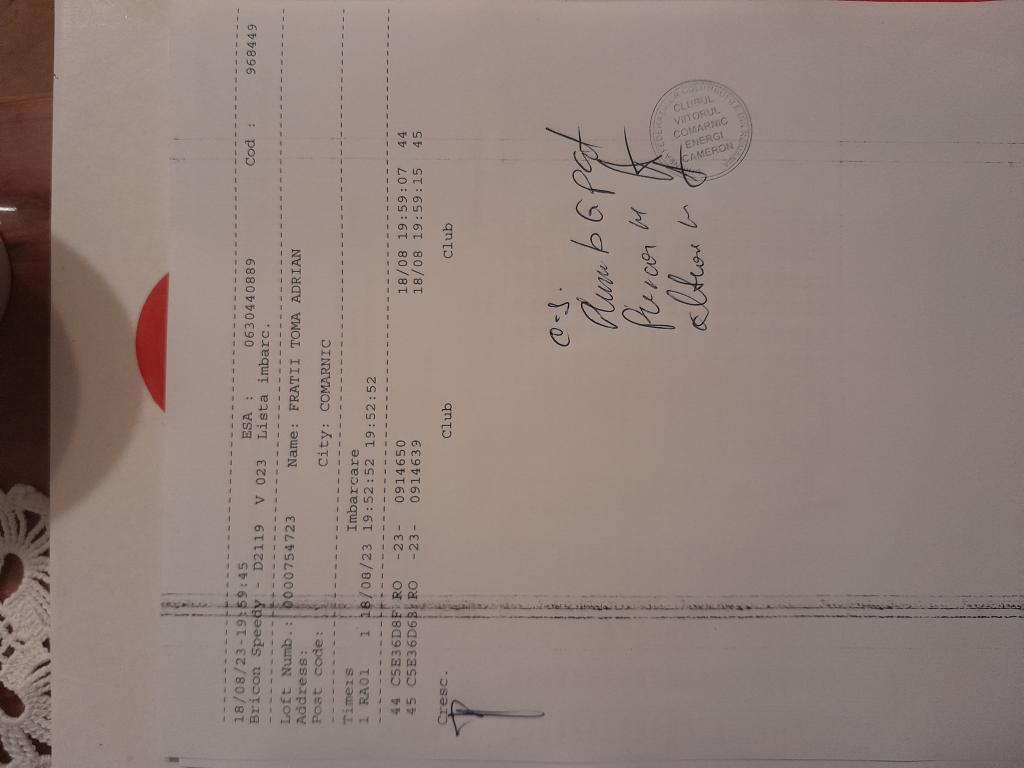 18/08/23-19:59:45 ESA : 0630440889 Cod : 968449
Bricon Speedy - D2119 V 023 Lista imbarc.
Loft Numb.: 0000754723 Name: FRATII TOMA ADRIAN
Address:
Post code: City: COMARNIC
Timers Imbarcare
1 RA01 1 18/08/23 19:52:52 19:52:52
44 C5E36D8F RO -23- 0914650 18/08 19:59:07 44
45 C5E36D63 RO -23- 0914639 18/08 19:59:15 45
Cresc. Club Club
CLUBUL
VIITORUL
COMARNIC
ENERGI
CAMERON